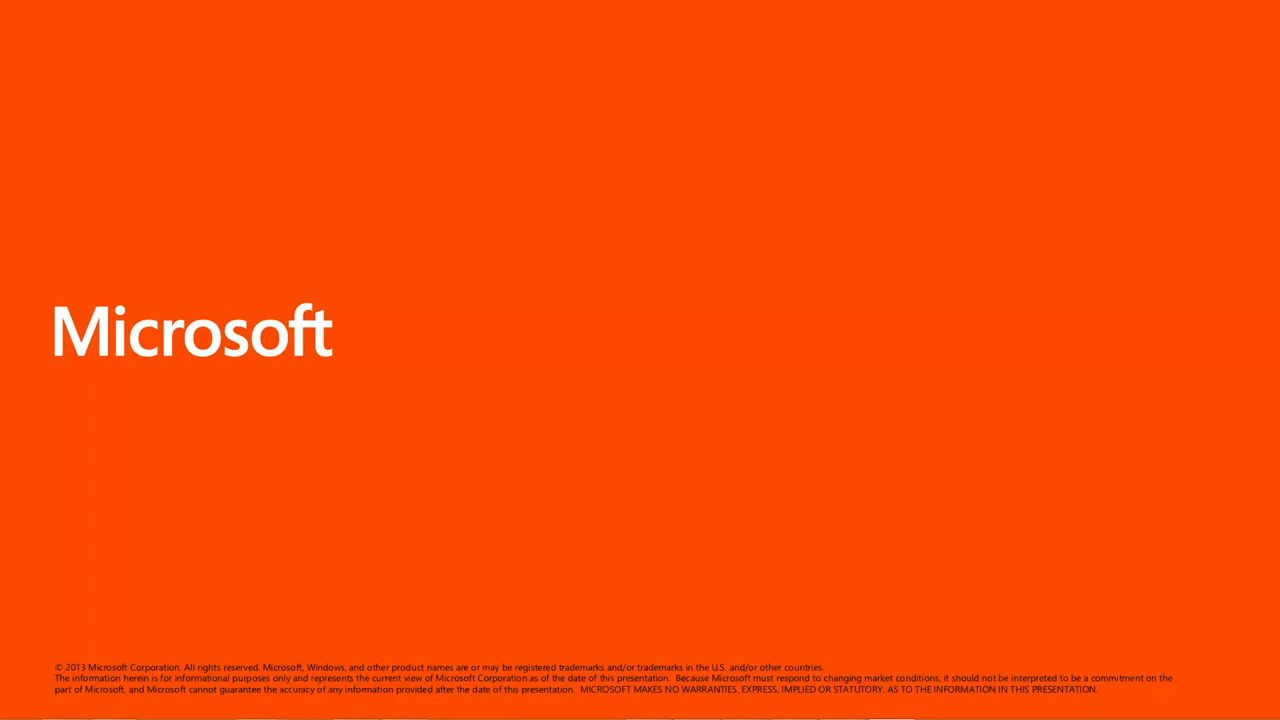 Microsoft
© 2013 Microsoft Corporation. All rights reserved. Microsoft, Windows, and other product names are or may be registered trademarks and/or trademarks in the U.S. and/or other countries.
The information herein is for informational purposes only and represents the current view of Microsoft Corporation as of the date of this presentation.  Because Microsoft must respond to changing market conditions, it should not be interpreted to be a commitment on the
part of Microsoft, and Microsoft cannot guarantee the accuracy of any information provided after the date of this presentation.  MICROSOFT MAKES NO WARRANTIES, EXPRESS, IMPLIED OR STATUTORY, AS TO THE INFORMATION IN THIS PRESENTATION.